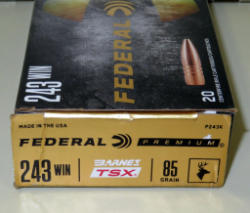 243 WIN
FEDERAL
20
MADE IN THE USA
P243K
FEDERAL
PREMIUM
243 WIN
BARNES
TSX
85
GRAIN